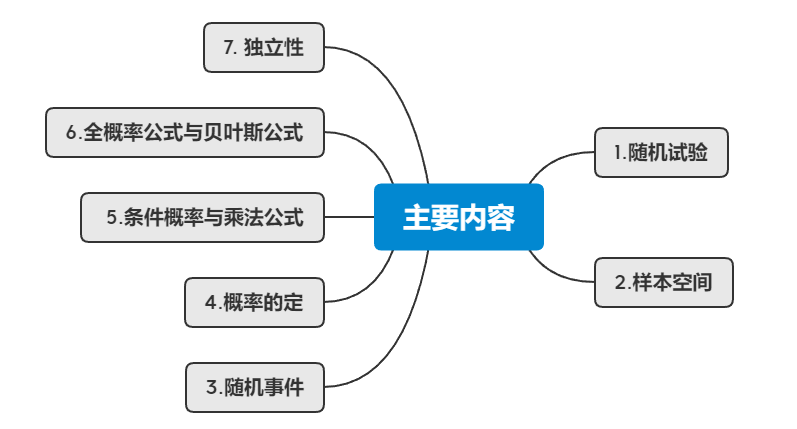 7. 独立性
6.全概率公式与贝叶斯公式
1.随机试验
5.条件概率与乘法公式
主要内容
2.样本空间
4.概率的定
3.随机事件